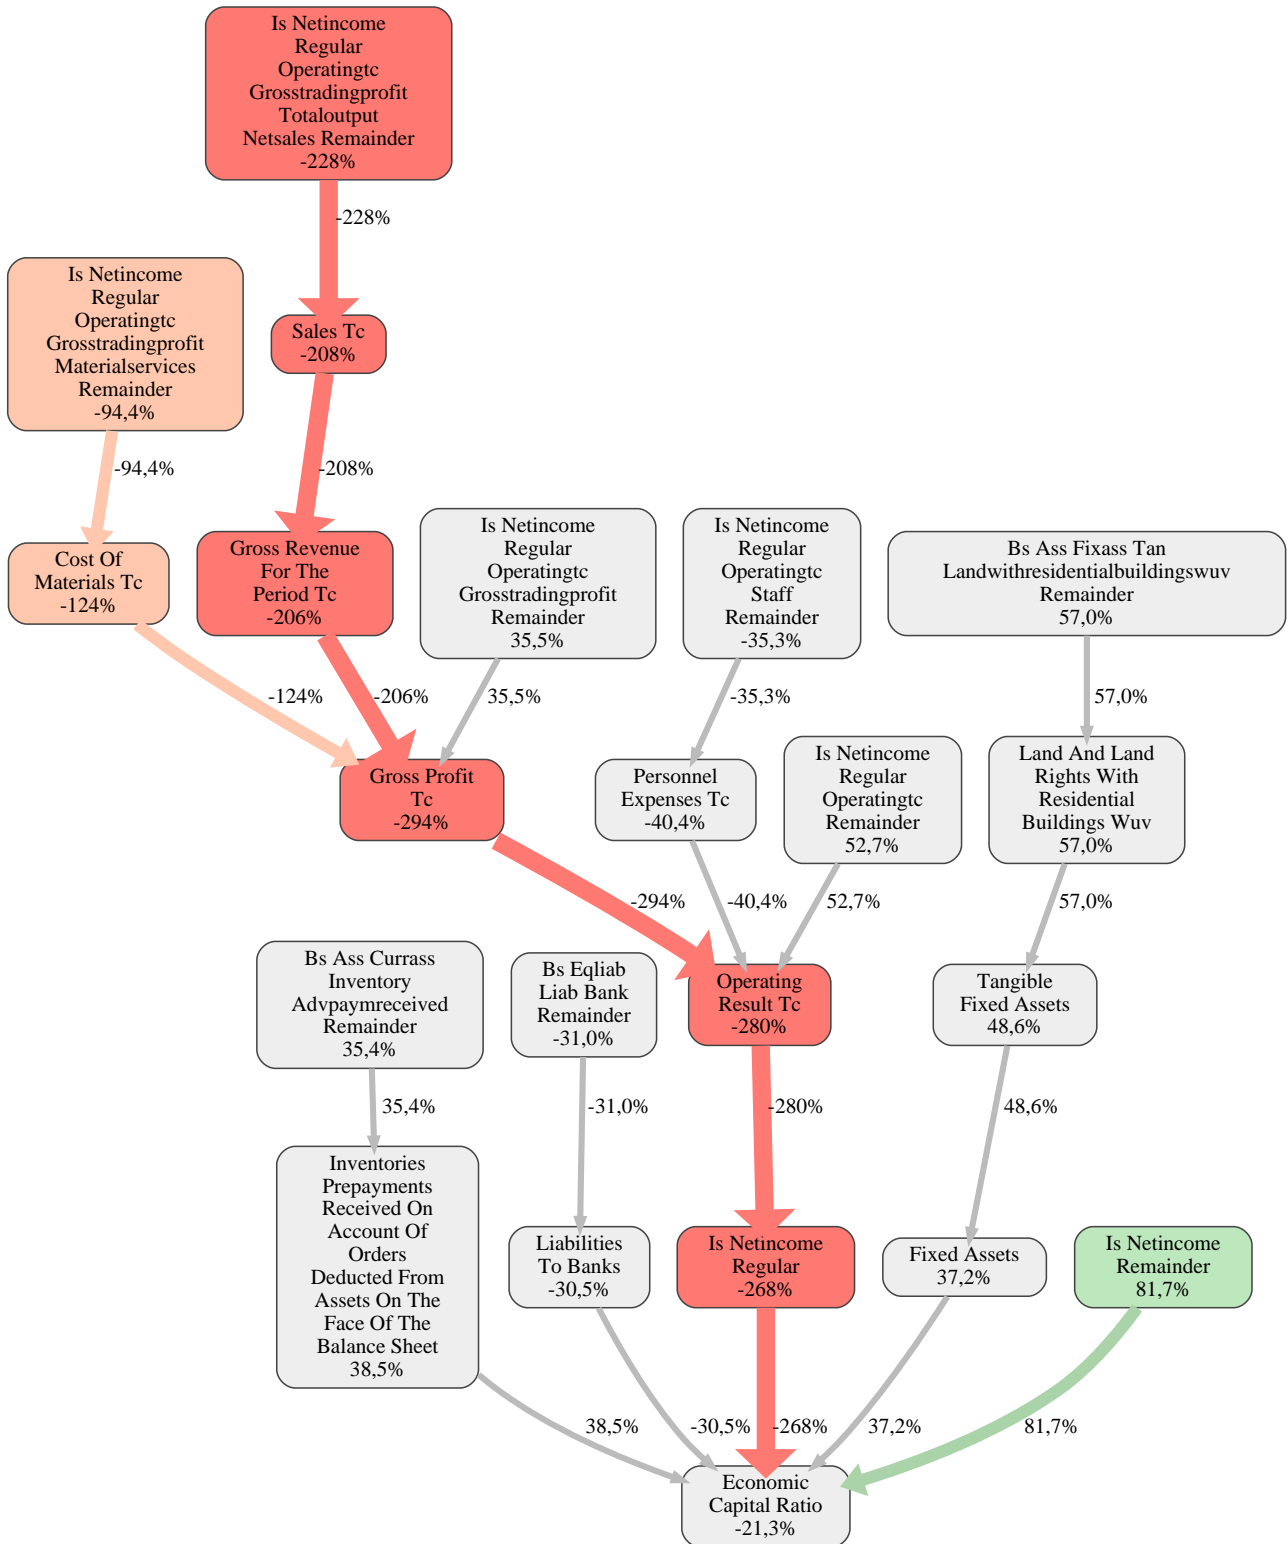 Is Netincome
Regular
Operatingtc
Grosstradingprofit
Totaloutput
Netsales Remainder
-228%
-228%
Is Netincome
Regular
Operatingtc
Grosstradingprofit
Materialservices
Remainder
-94,4%
Sales Tc
-208%
-94,4%
-208%
Cost Of
Materials Tc
-124%
Gross Revenue
For The
Period Tc
-206%
Is Netincome
Regular
Operatingtc
Grosstradingprofit
Remainder
35,5%
Is Netincome
Regular
Operatingtc
Staff
Remainder
-35,3%
Bs Ass Fixass Tan
Landwithresidentialbuildingswuv
Remainder
57,0%
-124%
-206%
35,5%
-35,3%
57,0%
Gross Profit
Tc
-294%
Personnel
Expenses Tc
-40,4%
Is Netincome
Regular
Operatingtc
Remainder
52,7%
Land And Land
Rights With
Residential
Buildings Wuv
57,0%
-294%
-40,4%
52,7%
57,0%
Bs Ass Currass
Inventory
Advpaymreceived
Remainder
35,4%
Bs Eqliab
Liab Bank
Remainder
-31,0%
Operating
Result Tc
-280%
Tangible
Fixed Assets
48,6%
35,4%
-31,0%
-280%
48,6%
Inventories
Prepayments
Received On
Account Of
Orders
Deducted From
Assets On The
Face Of The
Balance Sheet
38,5%
Liabilities
To Banks
-30,5%
Is Netincome
Regular
-268%
Fixed Assets
37,2%
Is Netincome
Remainder
81,7%
38,5%
-30,5%
-268%
37,2%
81,7%
Economic
Capital Ratio
-21,3%